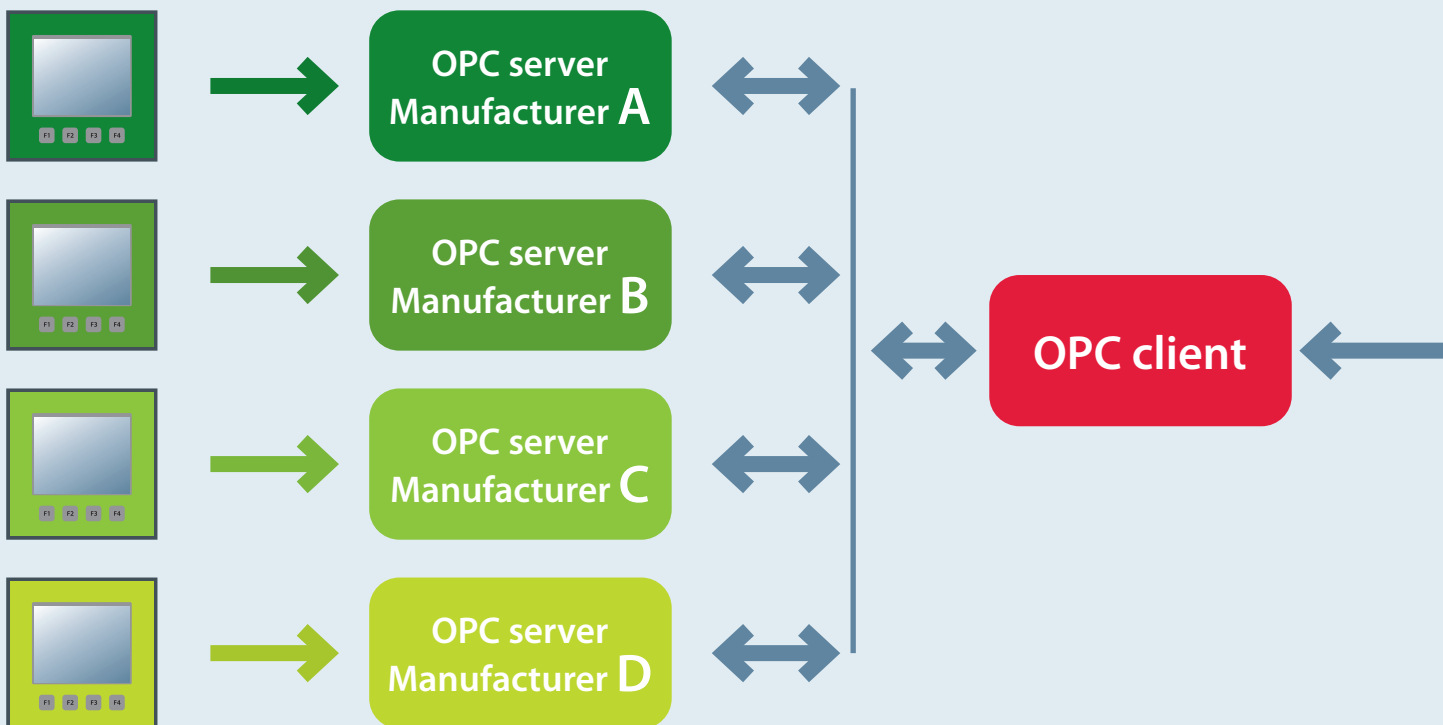 F1 F2 F3 F4
OPC server
Manufacturer A
F1 F2 F3 F4
OPC server
Manufacturer B
OPC client
F1 F2 F3 F4
OPC server
Manufacturer C
F1 F2 F3 F4
OPC server
Manufacturer D